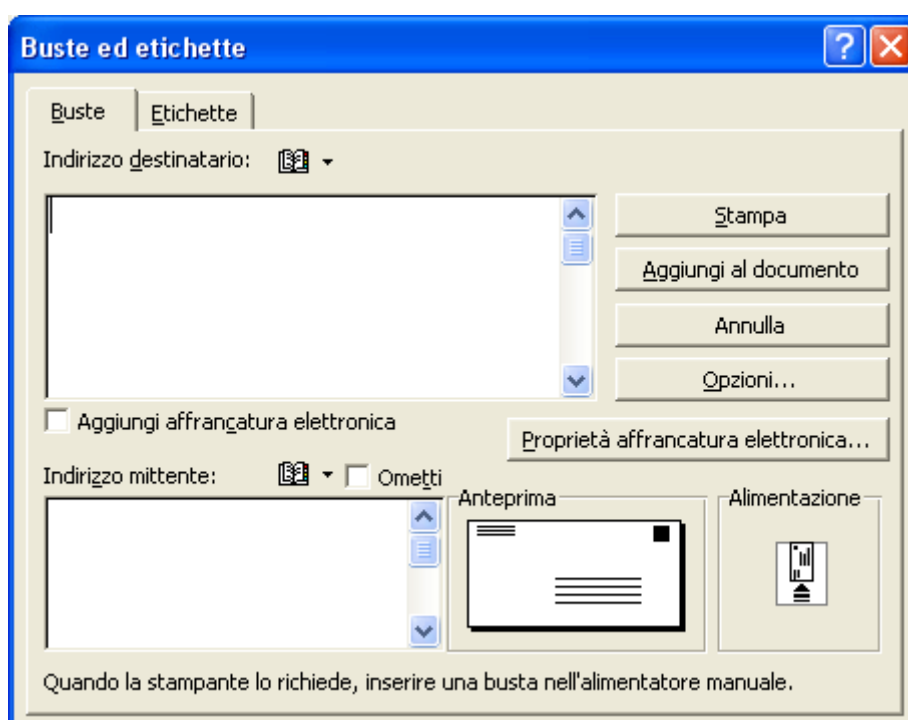 Buste ed etichette
Buste
Etichette
Indirizzo destinatario:
Stampa
Aggiungi al documento
Annulla
Opzioni...
Aggiungi affrancatura elettronica
Proprietà affrancatura elettronica...
Indirizzo mittente:
Ometti
Anteprima
Alimentazione
Quando la stampante lo richiede, inserire una busta nell'alimentatore manuale.